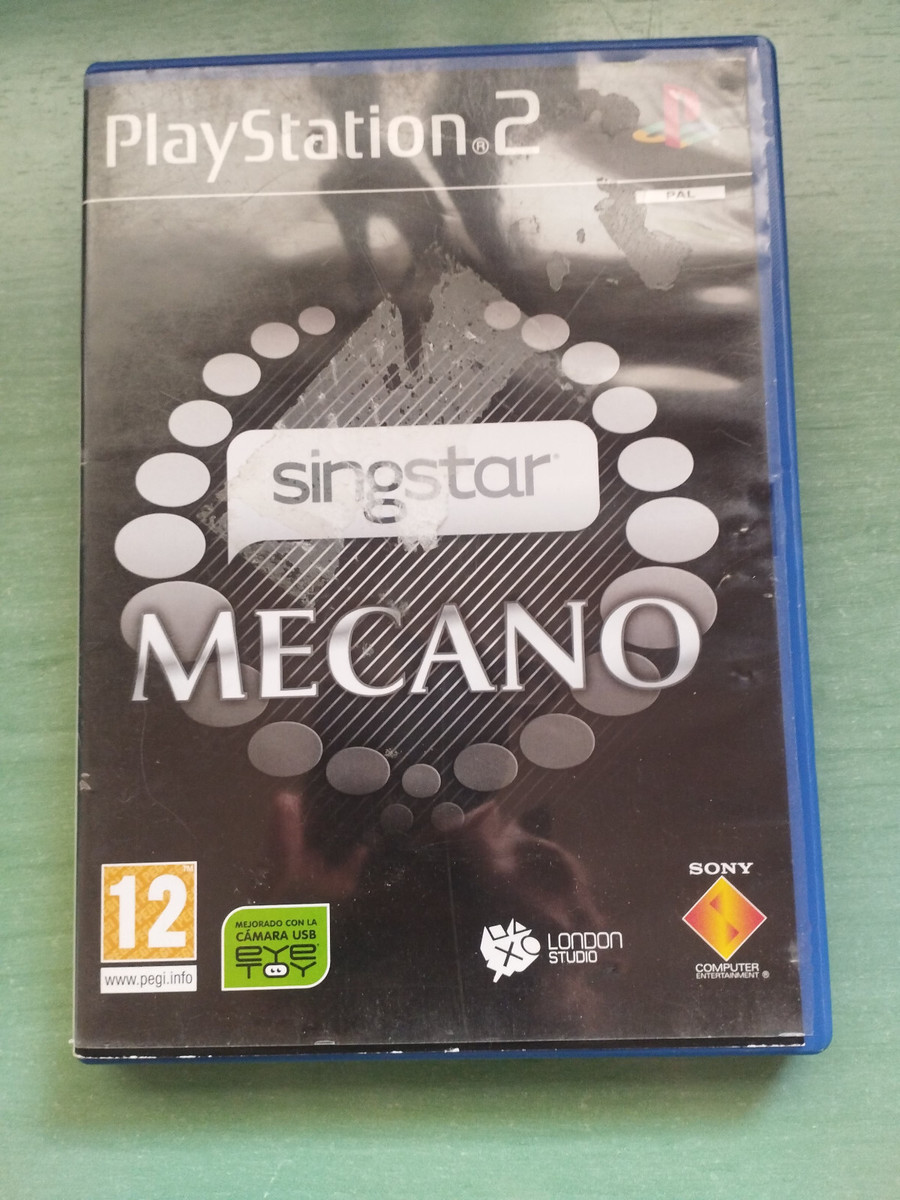 PlayStation®2
PAL
singstar
MECANO
12
www.pegi.info
MEJORADO CON LA
CÁMARA USB
EYE
TOY
LONDON
STUDIO
SONY
COMPUTER
ENTERTAINMENT®